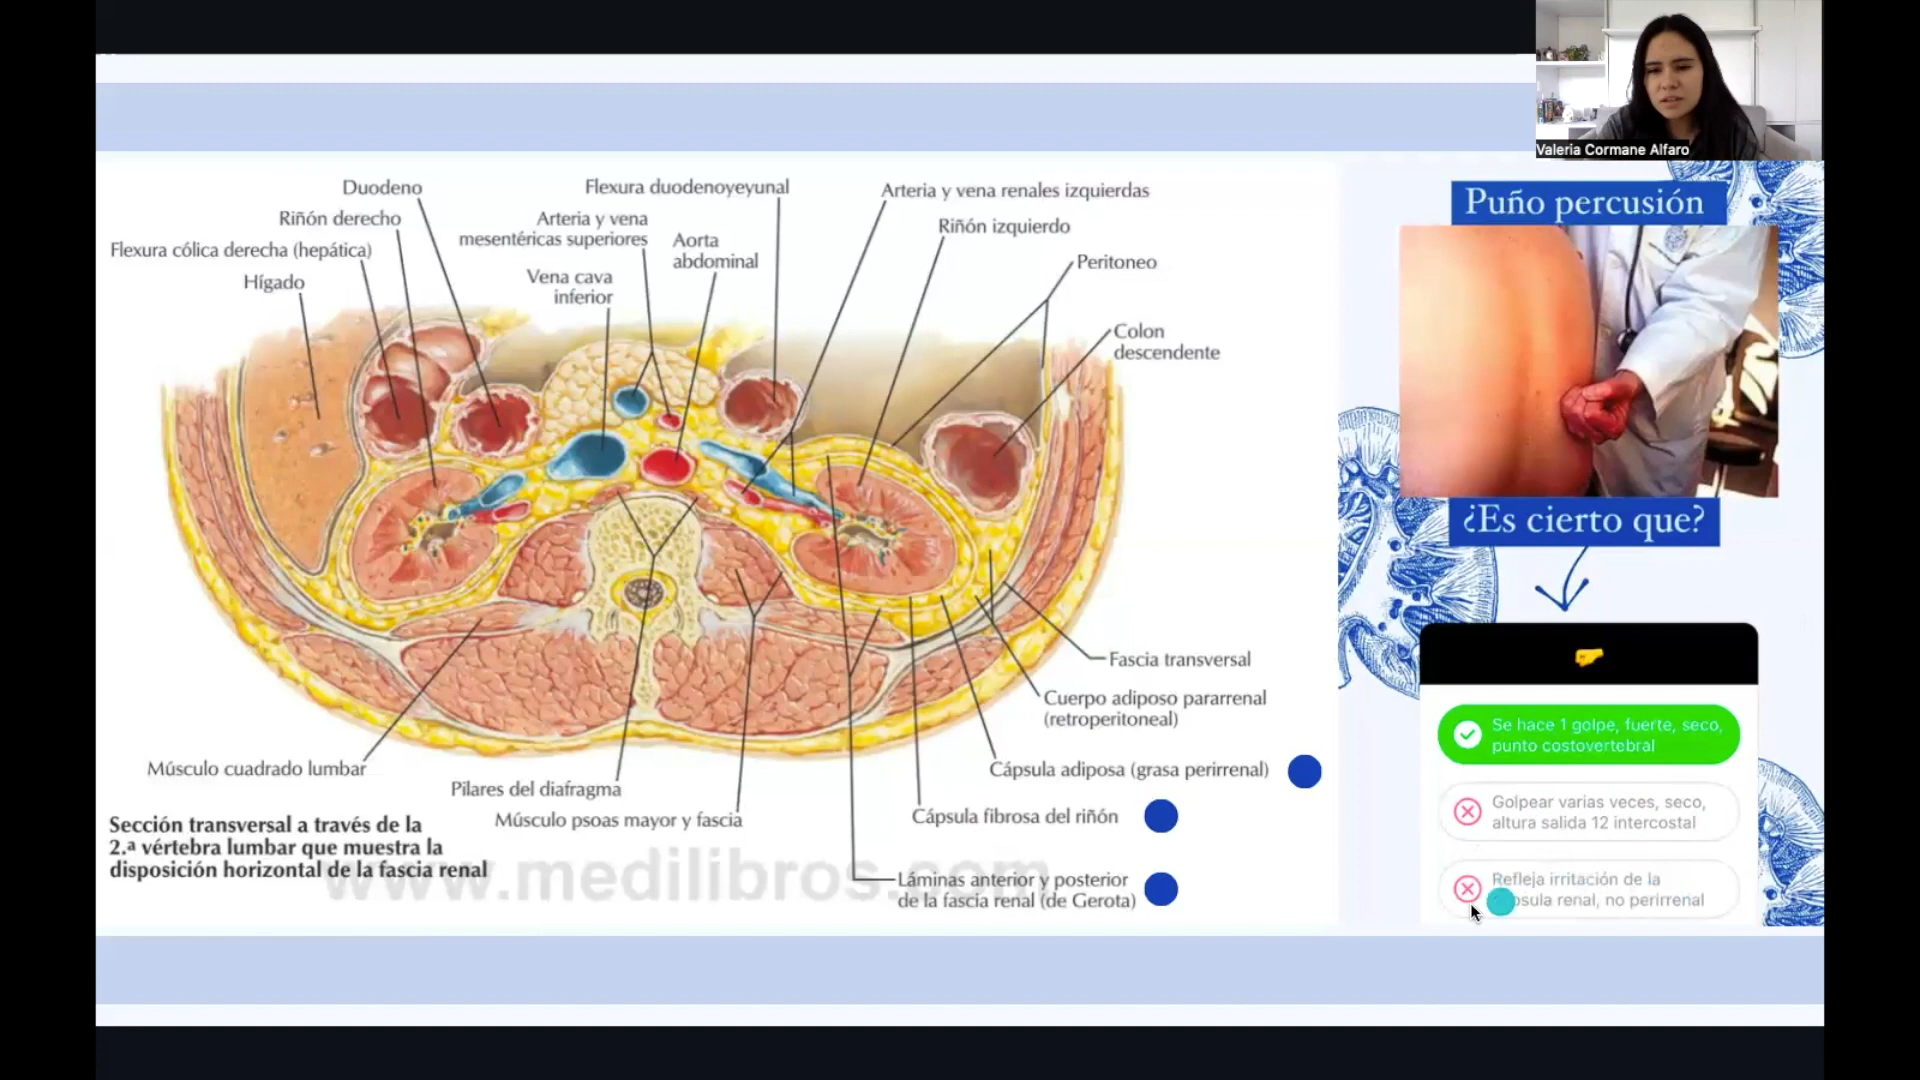 Valeria Cormane Alfaro
Duodeno
Flexura duodenoyeyunal
Arteria y vena renales izquierdas
Riñón derecho
Arteria y vena
mesentéricas superiores
Aorta
abdominal
Riñón izquierdo
Flexura cólica derecha (hepática)
Hígado
Vena cava
inferior
Peritoneo
Colon
descendente
Fascia transversal
Cuerpo adiposo pararrenal
(retroperitoneal)
Músculo cuadrado lumbar
Pilares del diafragma
Cápsula adiposa (grasa perirrenal)
Músculo psoas mayor y fascia
Cápsula fibrosa del riñón
Sección transversal a través de la
2.ª vértebra lumbar que muestra la
disposición horizontal de la fascia renal
www.medilibros.com
Láminas anterior y posterior
de la fascia renal (de Gerota)
Puño percusión
¿Es cierto que?
Se hace 1 golpe, fuerte, seco,
punto costovertebral
Golpear varias veces, seco,
altura salida 12 intercostal
Refleja irritación de la
psula renal, no perirrenal